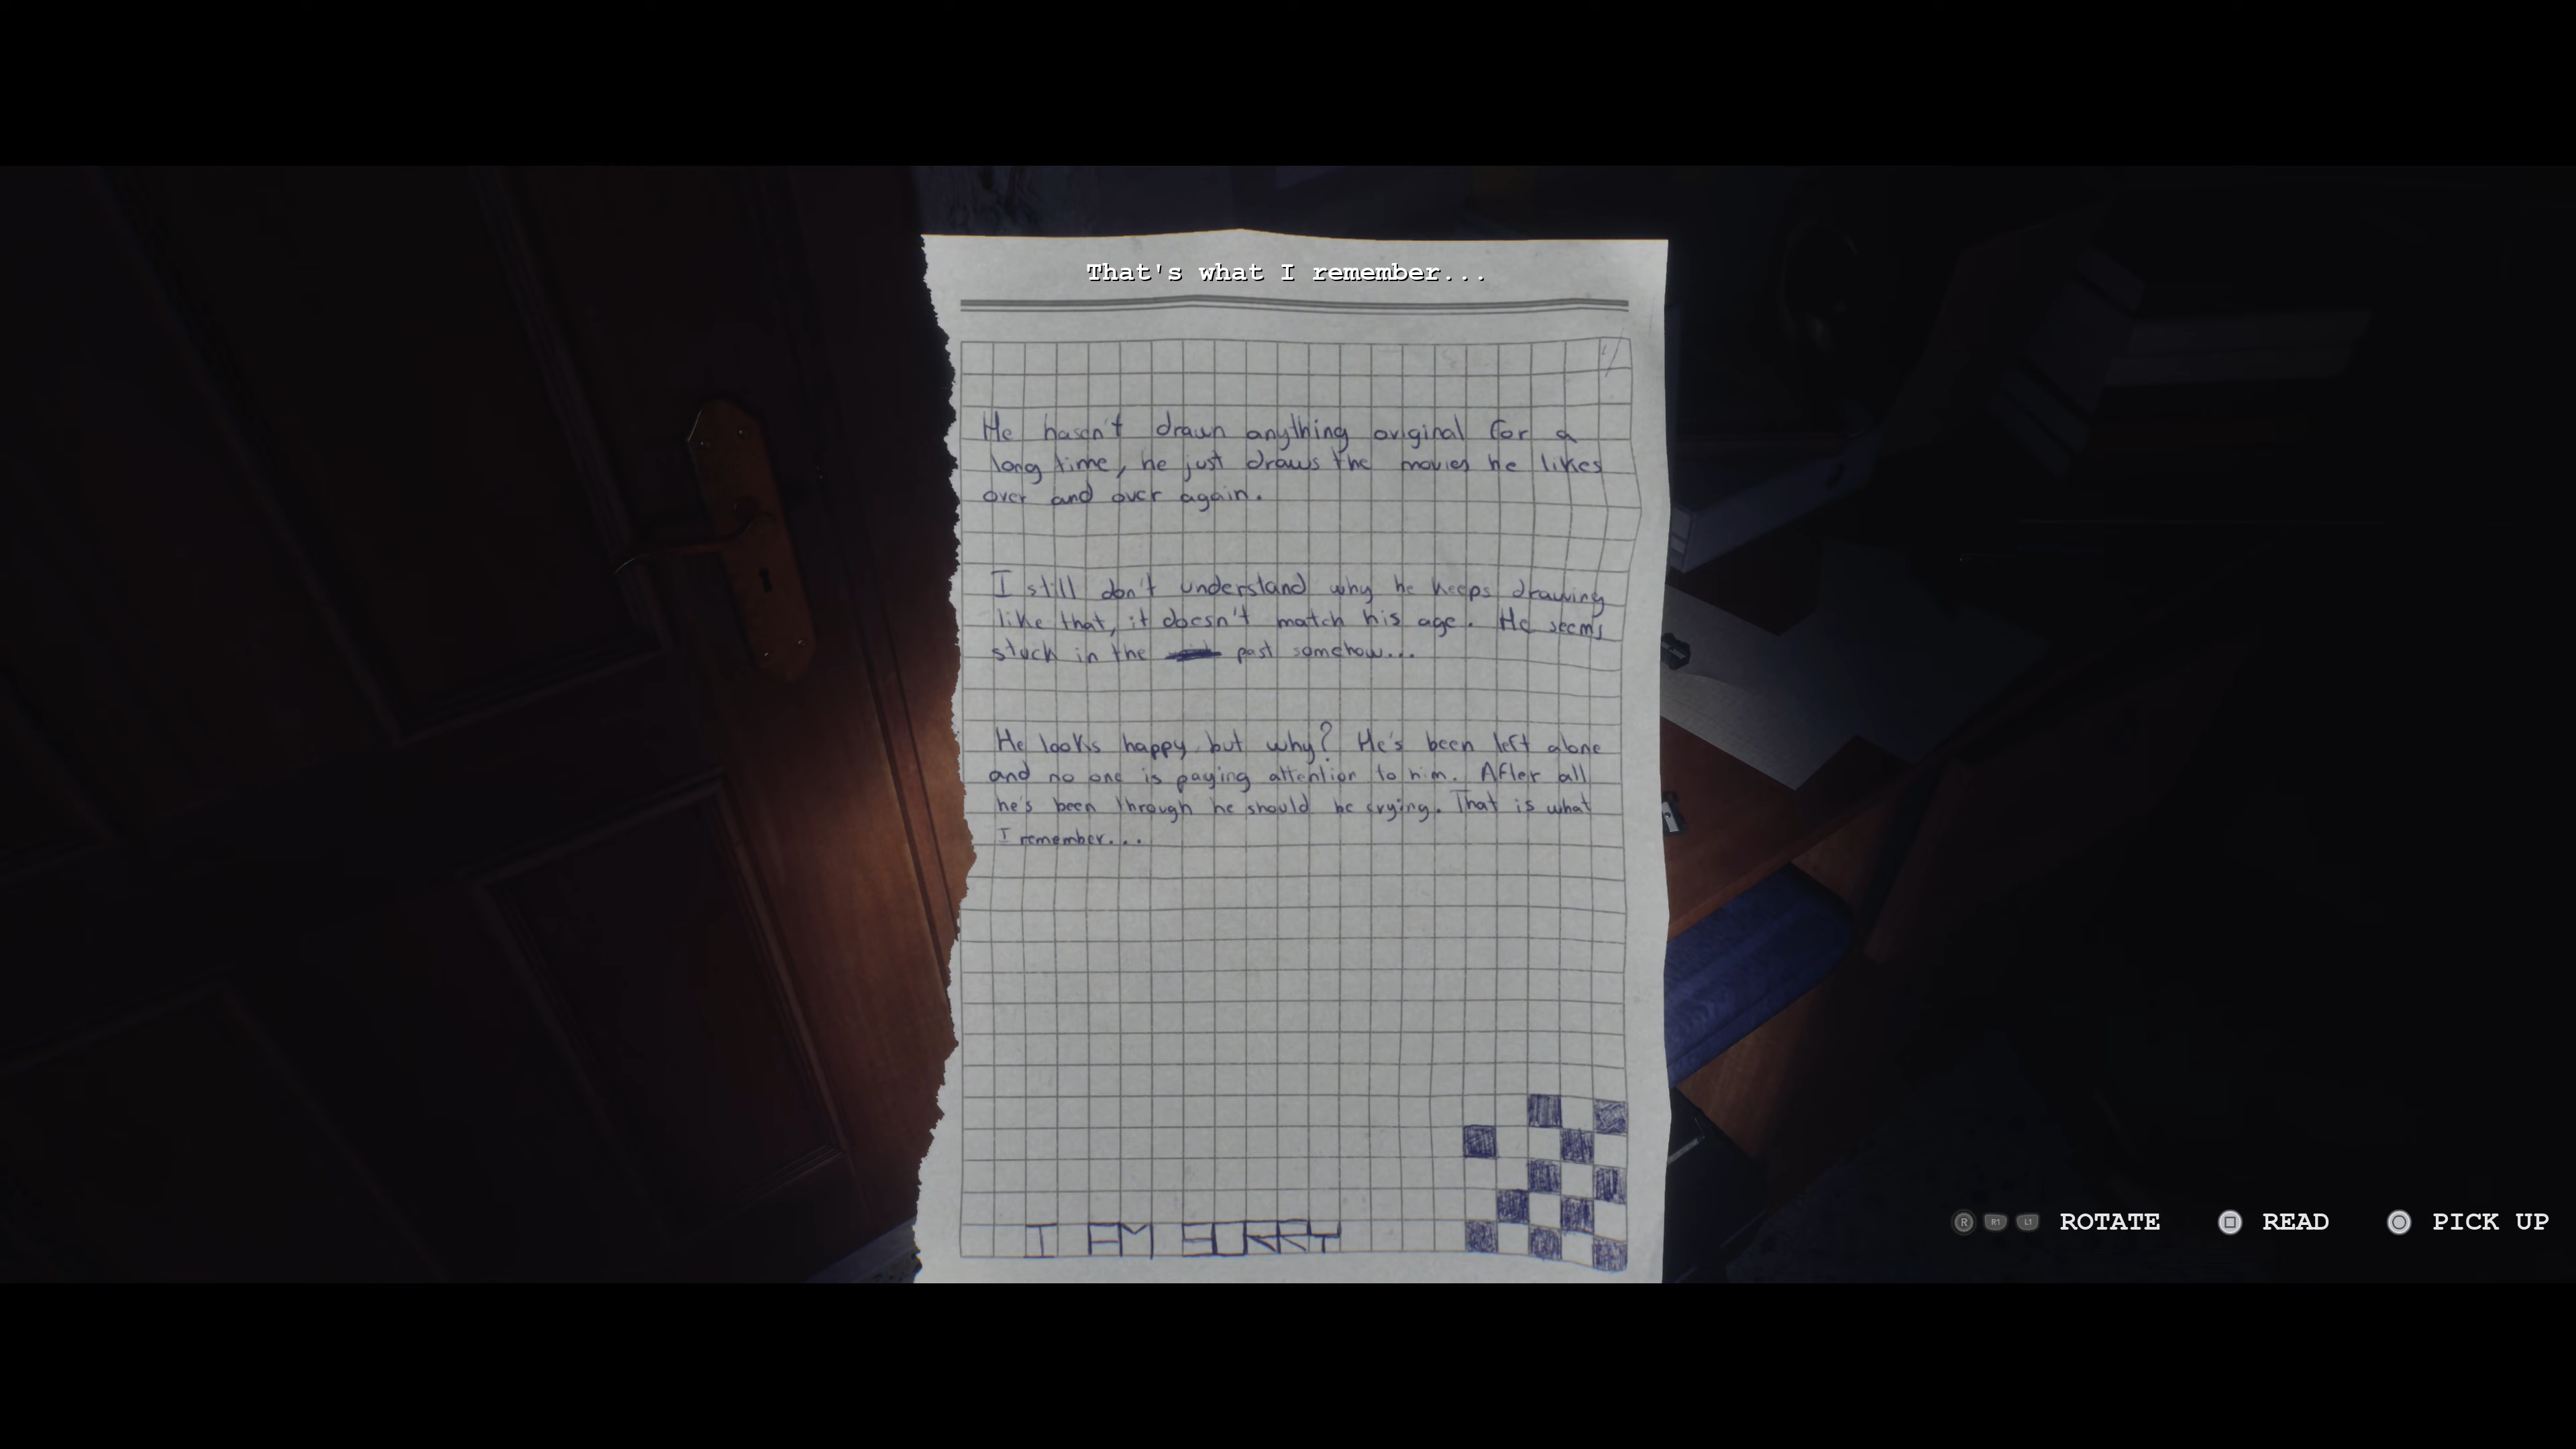 That's what I remember...
He hasn't drawn anything original for a
long time, he just draws the movies he likes
over and over again.
I still don't understand why he keeps drawing
like that, it doesn't match his age. He seems
stuck in the past somehow...
He looks happy, but why? He's been left alone
and no one is paying attention to him. After all
he's been through he should be crying. That is what
I remember...
I AM SORRY
R R1 L1 ROTATE READ PICK UP